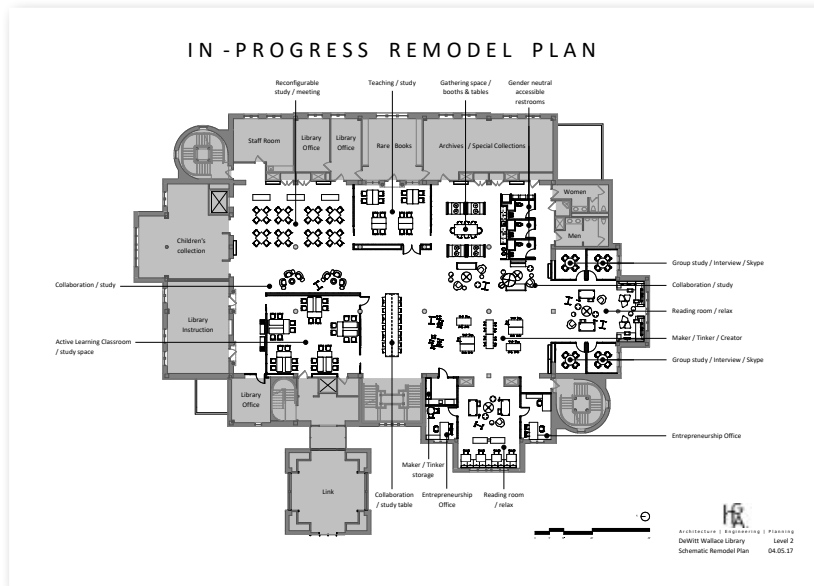 IN-PROGRESS REMODEL PLAN
Reconfigurable
study / meeting
Teaching / study
Gathering space /
booths & tables
Gender neutral
accessible
restrooms
Staff Room
Library
Office
Library
Office
Rare Books
Archives / Special Collections
Women
Men
Children's
collection
Group study / Interview / Skype
Collaboration / study
Collaboration / study
Reading room / relax
Library
Instruction
Active Learning Classroom
/ study space
Maker / Tinker / Creator
Group study / Interview / Skype
Library
Office
Entrepreneurship Office
Maker / Tinker
storage
Link
Collaboration
/ study table
Entrepreneurship
Office
Reading room
/ relax
HGA
Architecture | Engineering | Planning
DeWitt Wallace Library Level 2
Schematic Remodel Plan 04.05.17